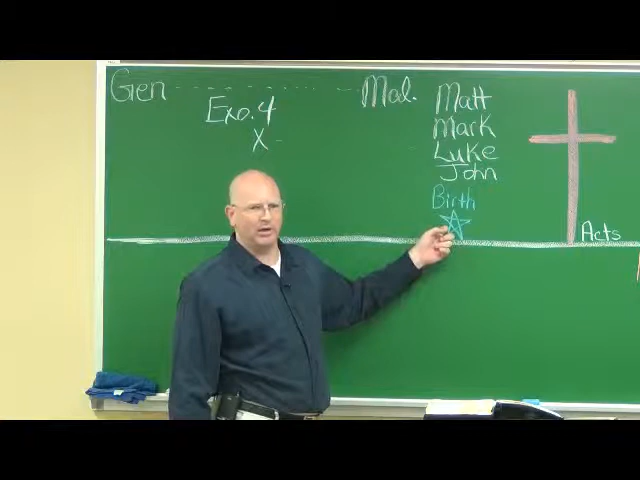 Gen - - - - - - . . . . - - Mal.
Exo. 4
X -
Matt
Mark
Luke
John
Birth
Acts